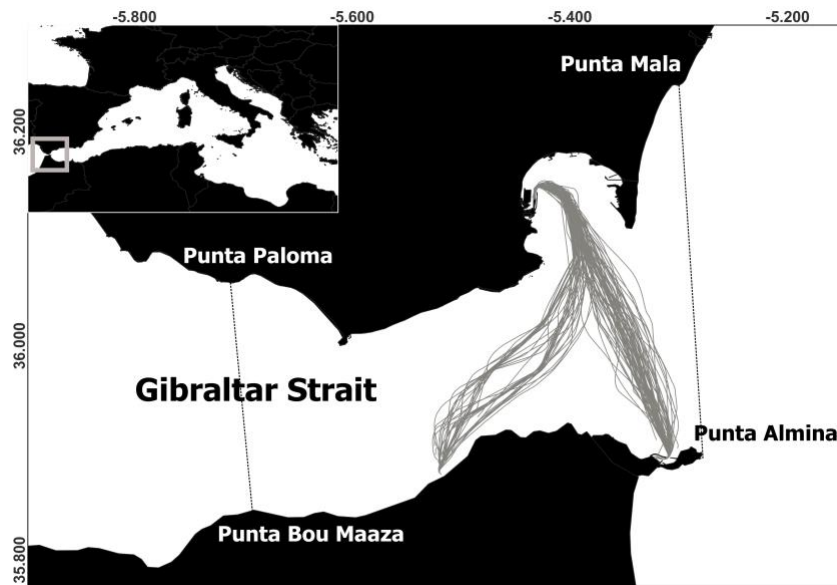 -5.800
-5.600
-5.400
-5.200
Punta Mala
36.200
Punta Paloma
36.000
Gibraltar Strait
Punta Almina
Punta Bou Maaza
35.800